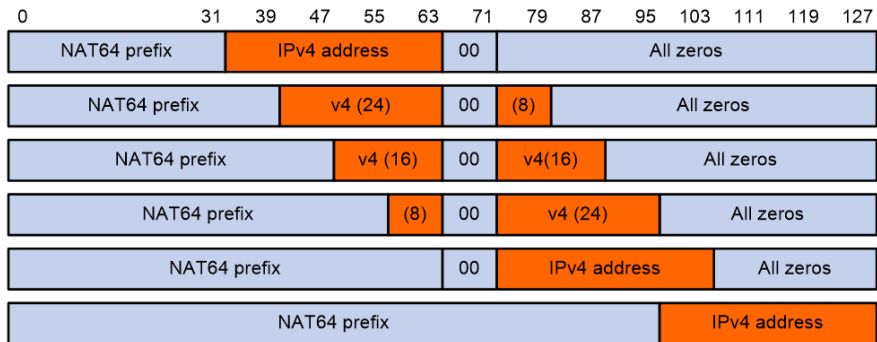 0 31 39 47 55 63 71 79 87 95 103 111 119 127
NAT64 prefix IPv4 address 00 All zeros
NAT64 prefix v4 (24) 00 (8) All zeros
NAT64 prefix v4 (16) 00 v4(16) All zeros
NAT64 prefix (8) 00 v4 (24) All zeros
NAT64 prefix 00 IPv4 address All zeros
NAT64 prefix IPv4 address